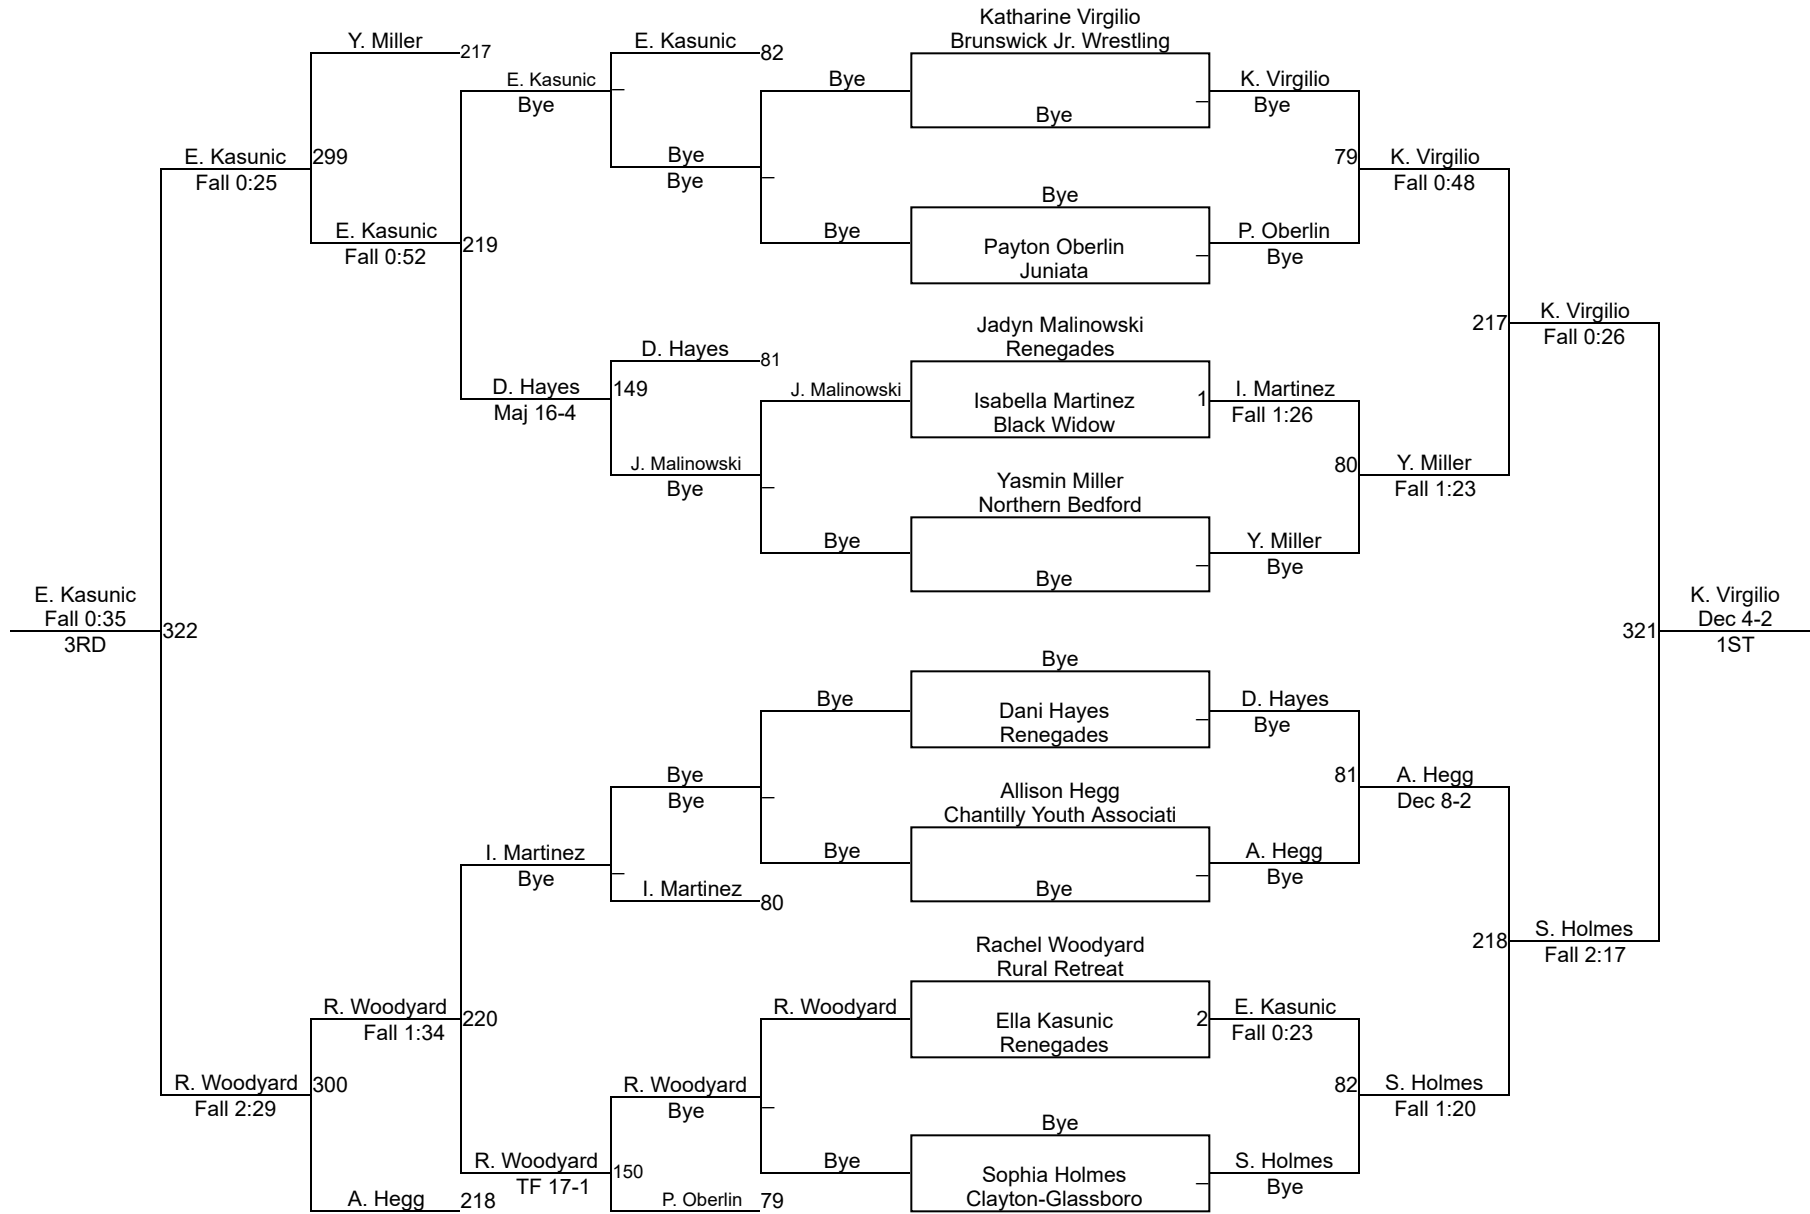 Katharine Virgilio
Y. Miller
217
E. Kasunic
82
Brunswick Jr. Wrestling
E. Kasunic
Bye
Bye
K. Virgilio
Bye
Bye
Bye
Bye
Bye
E. Kasunic
299
Fall 0:25
79
K. Virgilio
Fall 0:48
Bye
E. Kasunic
219
Fall 0:52
Bye
Payton Oberlin
Juniata
P. Oberlin
Bye
Jadyn Malinowski
Renegades
217
K. Virgilio
Fall 0:26
D. Hayes
81
D. Hayes
149
Maj 16-4
J. Malinowski
Isabella Martinez
Black Widow
1
I. Martinez
Fall 1:26
J. Malinowski
Bye
80
Y. Miller
Fall 1:23
Yasmin Miller
Northern Bedford
Bye
Bye
Y. Miller
Bye
E. Kasunic
Fall 0:35
3RD
322
321
K. Virgilio
Dec 4-2
1ST
Bye
Bye
Dani Hayes
Renegades
D. Hayes
Bye
Bye
Bye
81
A. Hegg
Dec 8-2
Allison Hegg
Chantilly Youth Associati
I. Martinez
Bye
Bye
Bye
A. Hegg
Bye
I. Martinez
80
Rachel Woodyard
Rural Retreat
218
S. Holmes
Fall 2:17
R. Woodyard
220
Fall 1:34
R. Woodyard
Ella Kasunic
Renegades
2
E. Kasunic
Fall 0:23
R. Woodyard
300
Fall 2:29
R. Woodyard
Bye
82
S. Holmes
Fall 1:20
Bye
R. Woodyard
150
TF 17-1
Bye
Sophia Holmes
Clayton-Glassboro
S. Holmes
Bye
A. Hegg
218
P. Oberlin
79